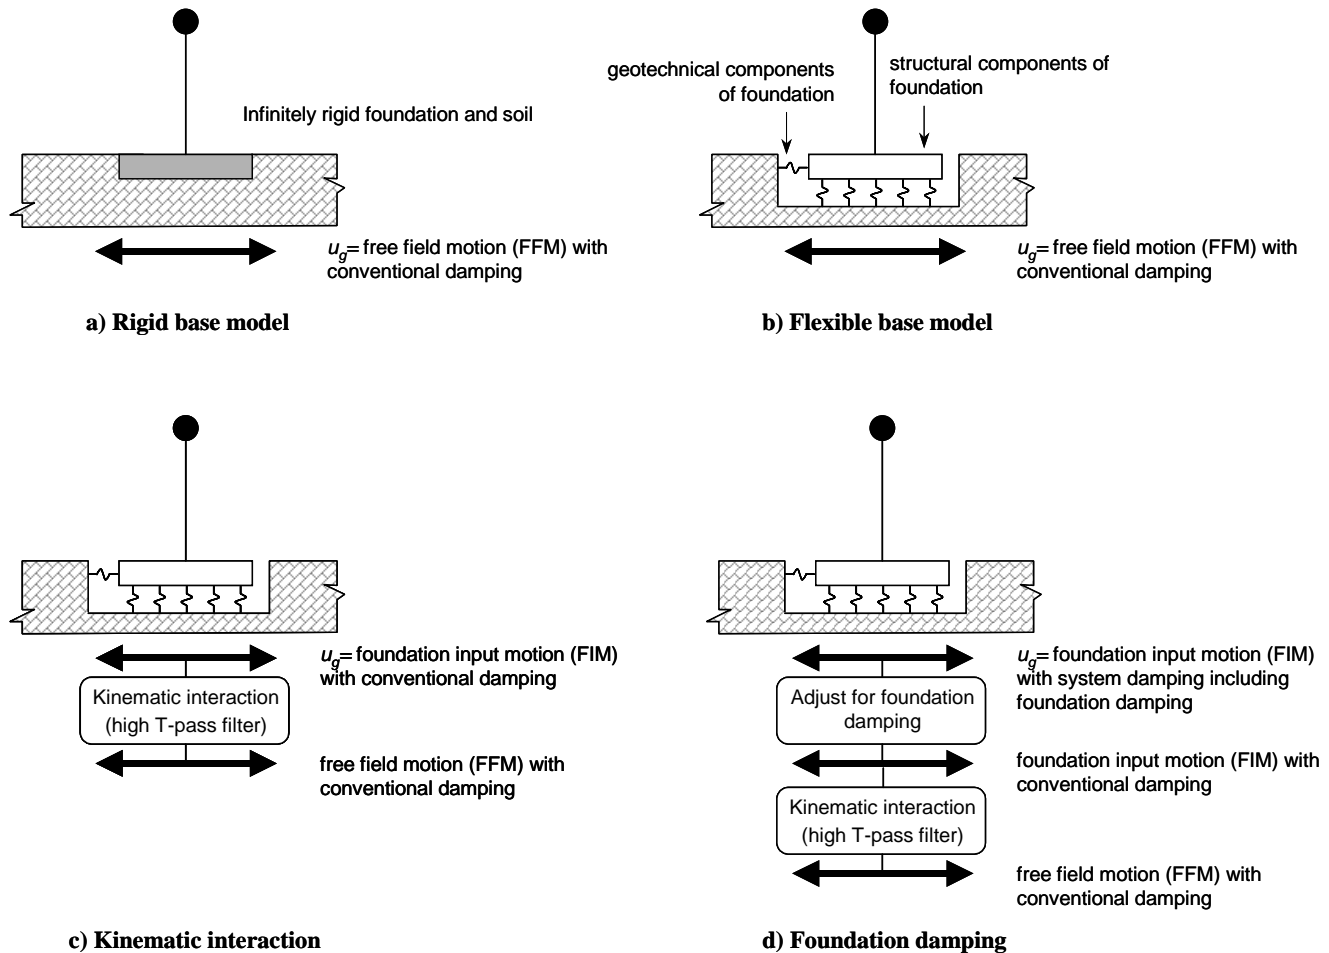 Infinitely rigid foundation and soil
u_g= free field motion (FFM) with
conventional damping
a) Rigid base model
geotechnical components
of foundation
structural components of
foundation
u_g= free field motion (FFM) with
conventional damping
b) Flexible base model
u_g= foundation input motion (FIM)
with conventional damping
Kinematic interaction
(high T-pass filter)
free field motion (FFM) with
conventional damping
c) Kinematic interaction
u_g= foundation input motion (FIM)
with system damping including
foundation damping
Adjust for foundation
damping
foundation input motion (FIM) with
conventional damping
Kinematic interaction
(high T-pass filter)
free field motion (FFM) with
conventional damping
d) Foundation damping